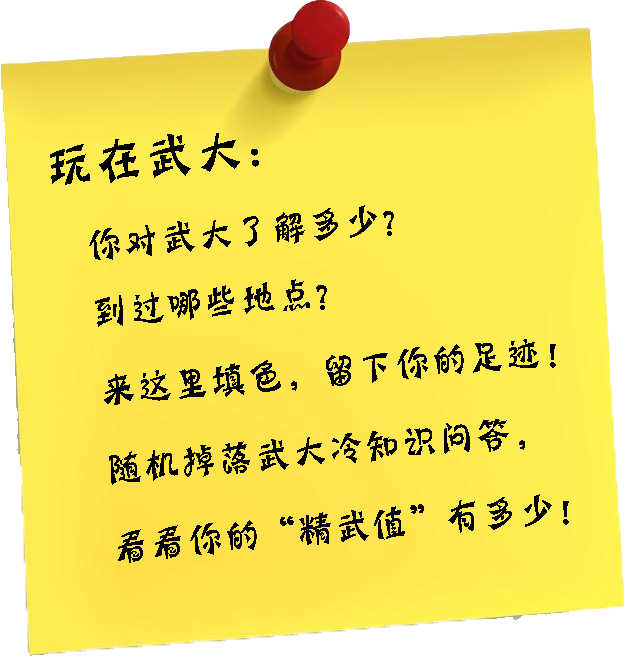 玩在武大：
你对武大了解多少？
到过哪些地点？
来这里填色，留下你的足迹！
随机掉落武大冷知识问答，
看看你的“精武值”有多少！